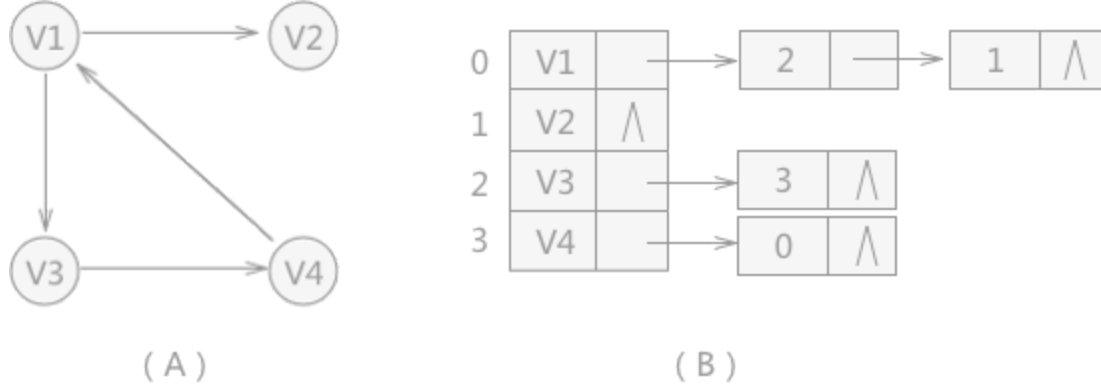 V1 V2
V3 V4
( A )
0 V1 2 1 ∧
1 V2 ∧
2 V3 3 ∧
3 V4 0 ∧
( B )